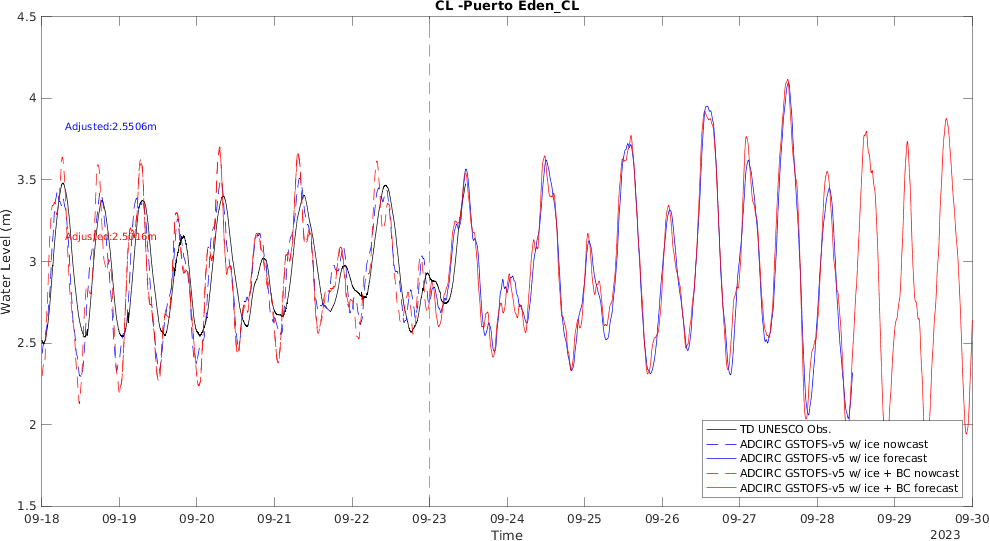 CL -Puerto Eden_CL
4.5
4
3.5
3
2.5
2
1.5
Water Level (m)
Adjusted:2.5506m
Adjusted:2.5016m
TD UNESCO Obs.
ADCIRC GSTOFS-v5 w/ ice nowcast
ADCIRC GSTOFS-v5 w/ ice forecast
ADCIRC GSTOFS-v5 w/ ice + BC nowcast
ADCIRC GSTOFS-v5 w/ ice + BC forecast
09-18 09-19 09-20 09-21 09-22 09-23 09-24 09-25 09-26 09-27 09-28 09-29 09-30
Time
2023